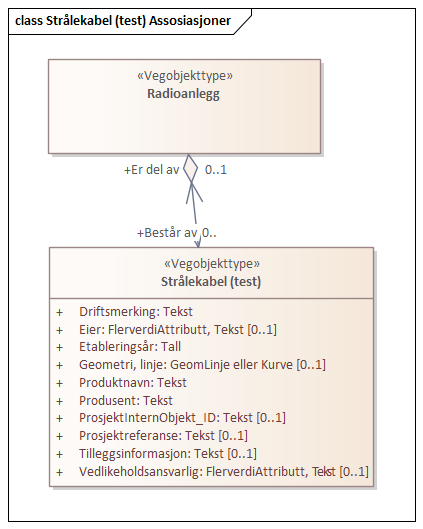 class Strålekabel (test) Assosiasjoner
«Vegobjekttype»
Radioanlegg
+Er del av 0..1
+Består av 0..
«Vegobjekttype»
Strålekabel (test)
+ Driftsmerking: Tekst
+ Eier: FlerverdiAttributt, Tekst [0..1]
+ Etableringsår: Tall
+ Geometri, linje: GeomLinje eller Kurve [0..1]
+ Produktnavn: Tekst
+ Produsent: Tekst
+ ProsjektInternObjekt_ID: Tekst [0..1]
+ Prosjektreferanse: Tekst [0..1]
+ Tilleggsinformasjon: Tekst [0..1]
+ Vedlikeholdsansvarlig: FlerverdiAttributt, Tekst [0..1]